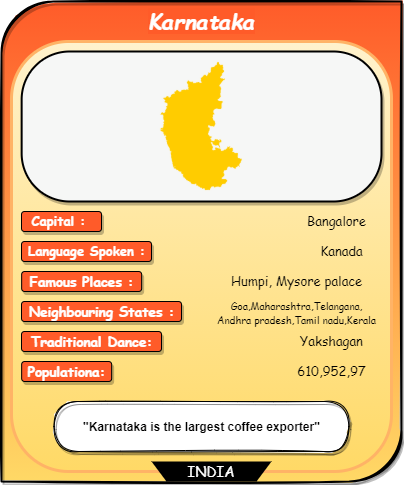 Karnataka
Capital : Bangalore
Language Spoken : Kanada
Famous Places : Humpi, Mysore palace
Neighbouring States : Goa,Maharashtra,Telangana,
Andhra pradesh,Tamil nadu,Kerala
Traditional Dance: Yakshagan
Populationa: 610,952,97
"Karnataka is the largest coffee exporter"
INDIA